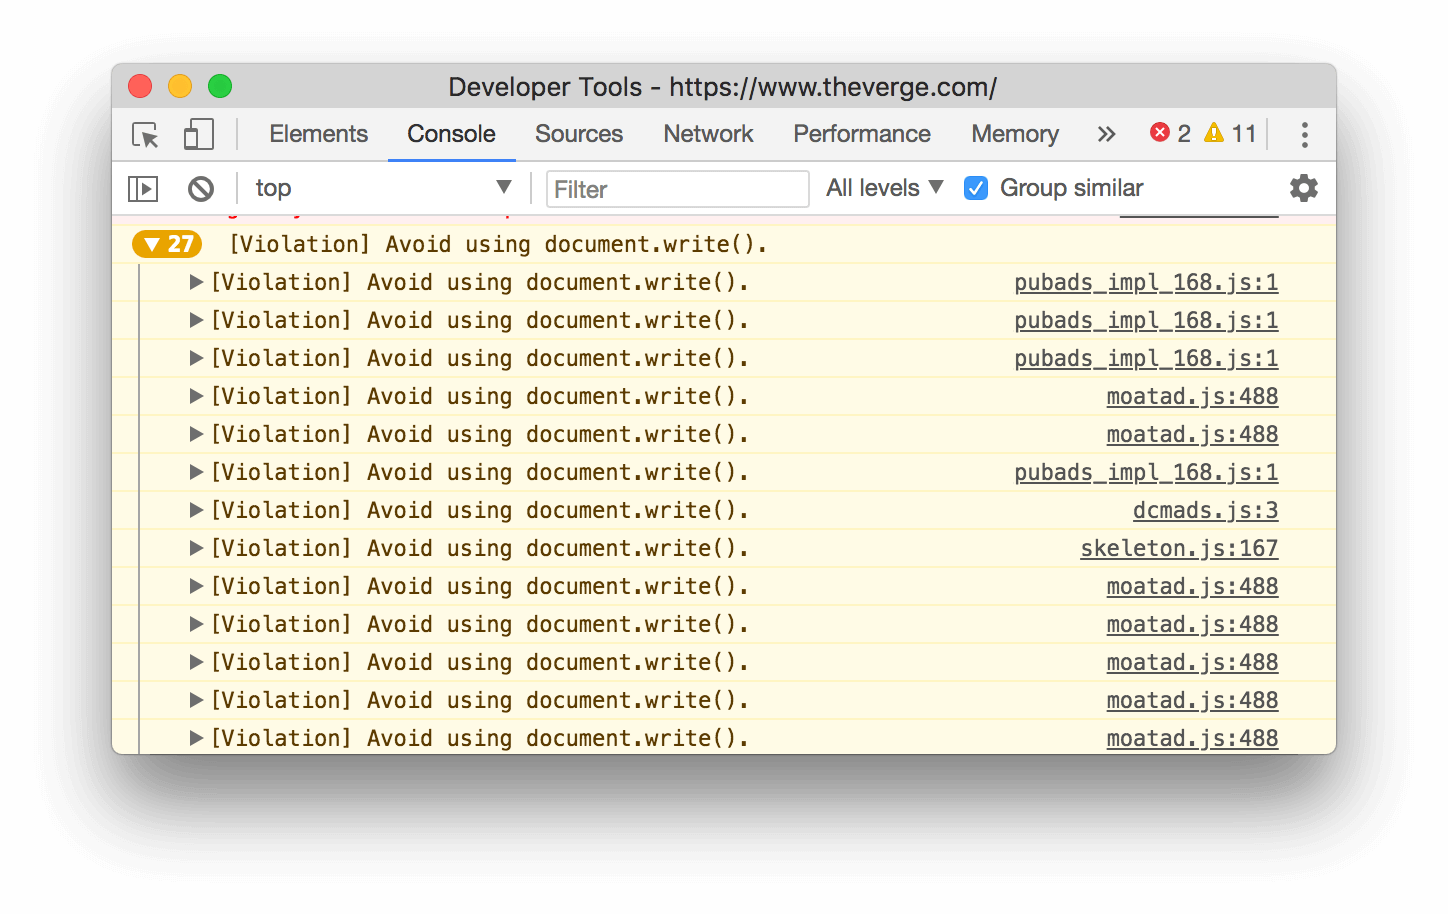 Developer Tools - https://www.theverge.com/
Elements Console Sources Network Performance Memory » 2 11
top Filter All levels Group similar
27 [Violation] Avoid using document.write().
[Violation] Avoid using document.write(). pubads_impl_168.js:1
[Violation] Avoid using document.write(). pubads_impl_168.js:1
[Violation] Avoid using document.write(). pubads_impl_168.js:1
[Violation] Avoid using document.write(). moatad.js:488
[Violation] Avoid using document.write(). moatad.js:488
[Violation] Avoid using document.write(). pubads_impl_168.js:1
[Violation] Avoid using document.write(). dcmads.js:3
[Violation] Avoid using document.write(). skeleton.js:167
[Violation] Avoid using document.write(). moatad.js:488
[Violation] Avoid using document.write(). moatad.js:488
[Violation] Avoid using document.write(). moatad.js:488
[Violation] Avoid using document.write(). moatad.js:488
[Violation] Avoid using document.write(). moatad.js:488